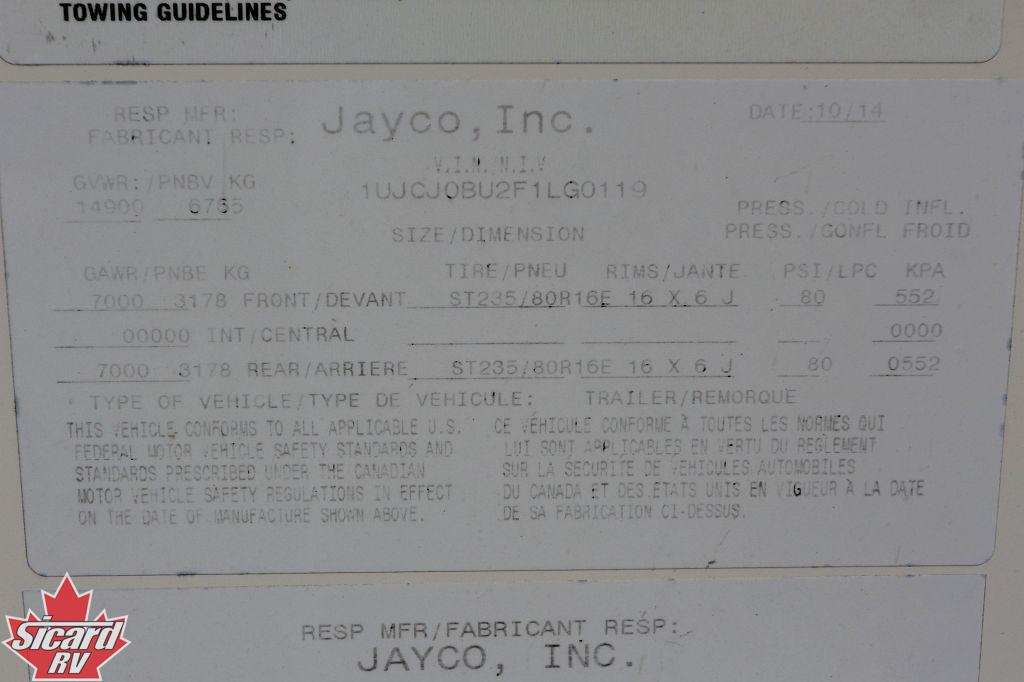 TOWING GUIDELINES
RESP MFR: Jayco, Inc. DATE:10/14
FABRICANT RESP:
V.I.N./N.I.V
GVWR:/PNBV KG 1UJCJ0BU2F1LG0119
14900 6765 PRESS./COLD INFL.
SIZE/DIMENSION PRESS./GONFL FROID
GAWR/PNBE KG TIRE/PNEU RIMS/JANTE PSI/LPC KPA
7000 3178 FRONT/DEVANT ST235/80R16E 16 X 6 J 80 552
00000 INT/CENTRAL 0000
7000 3178 REAR/ARRIERE ST235/80R16E 16 X 6 J 80 0552
TYPE OF VEHICLE/TYPE DE VEHICULE: TRAILER/REMORQUE
THIS VEHICLE CONFORMS TO ALL APPLICABLE U.S.
FEDERAL MOTOR VEHICLE SAFETY STANDARDS AND
STANDARDS PRESCRIBED UNDER THE CANADIAN
MOTOR VEHICLE SAFETY REGULATIONS IN EFFECT
ON THE DATE OF MANUFACTURE SHOWN ABOVE.
CE VÉHICULE CONFORME À TOUTES LES NORMES QUI
LUI SONT APPLICABLES EN VERTU DU REGLEMENT
SUR LA SECURITE DE VEHICULES AUTOMOBILES
DU CANADA ET DES ETATS UNIS EN VIGUEUR À LA DATE
DE SA FABRICATION CI-DESSUS.
RESP MFR/FABRICANT RESP:
JAYCO, INC.
Sicard
RV